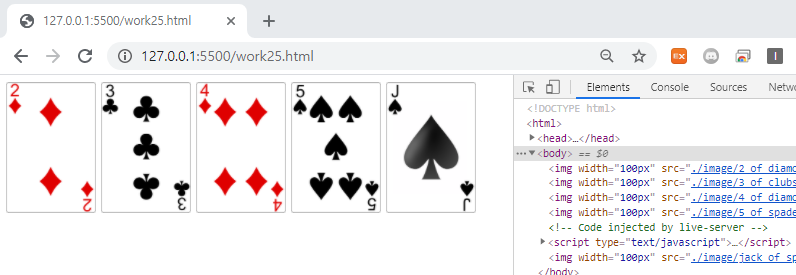 127.0.0.1:5500/work25.html
127.0.0.1:5500/work25.html
EX
I
2 3 4 5 J
2 3 4 5 J
Elements Console Sources Netwo
<!DOCTYPE html>
<html>
<head>…</head>
<body> == $0
<img width="100px" src="./image/2 of diamo
<img width="100px" src="./image/3 of clubs
<img width="100px" src="./image/4 of diamo
<img width="100px" src="./image/5 of spade
<!-- Code injected by live-server -->
<script type="text/javascript">…</script>
<img width="100px" src="./image/jack of sp
</body>